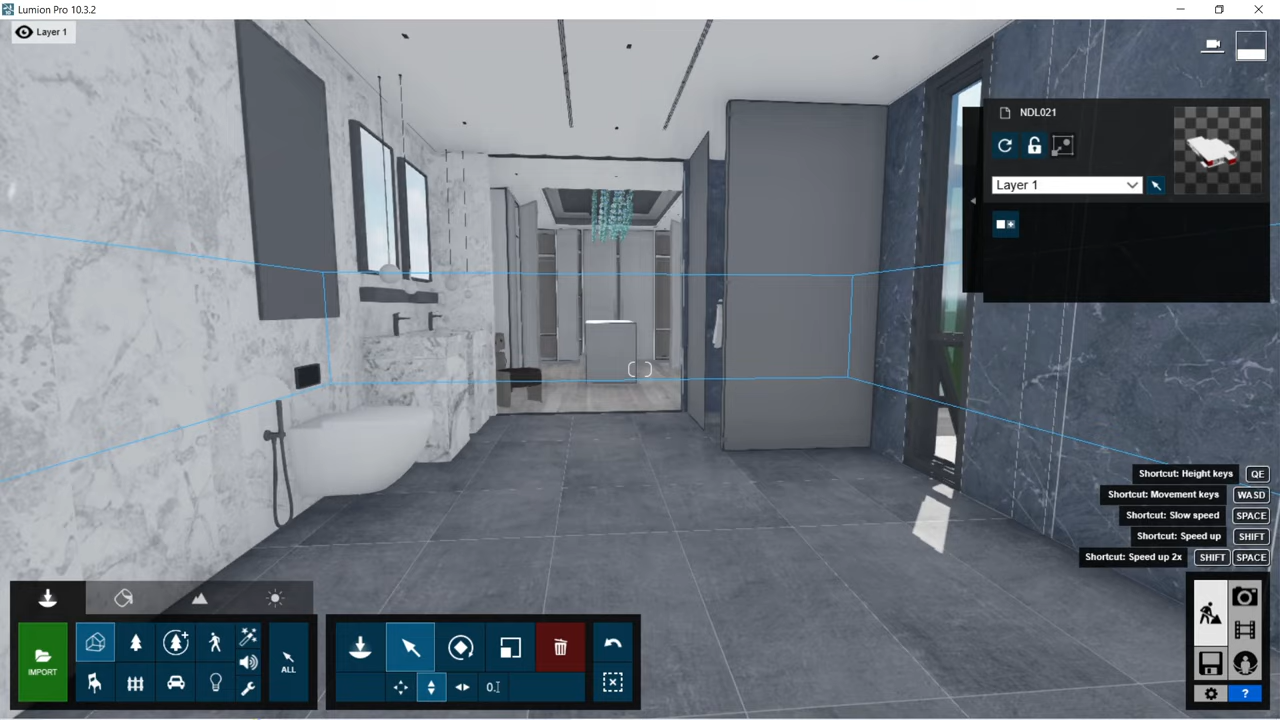 Lumion Pro 10.3.2
Layer 1
NDL021
Layer 1
Shortcut: Height keys QE
Shortcut: Movement keys WASD
Shortcut: Slow speed SPACE
Shortcut: Speed up SHIFT
Shortcut: Speed up 2x SHIFT SPACE
IMPORT
ALL
?